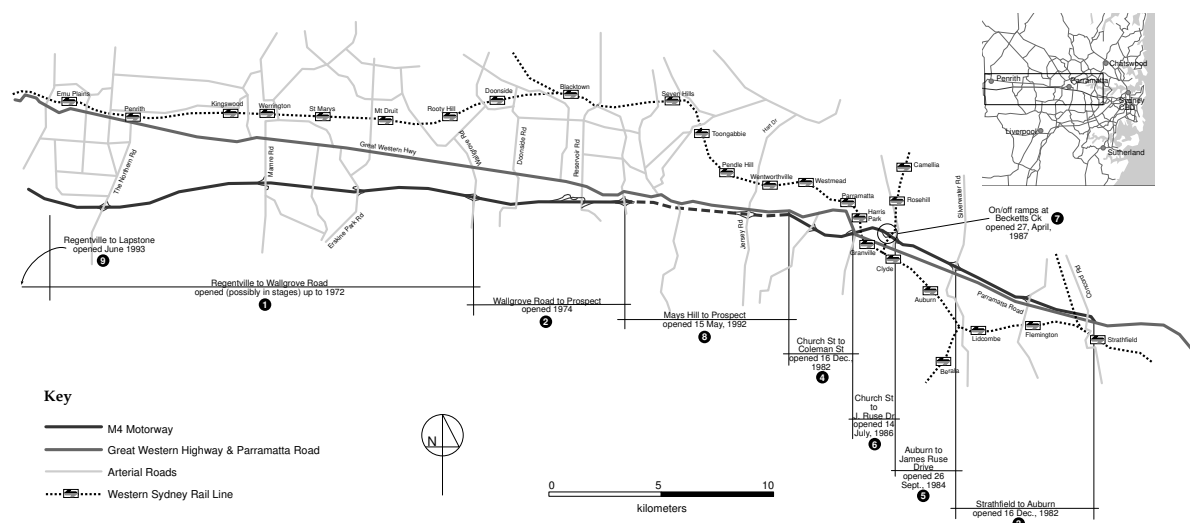 Emu Plains
Penrith
Kingswood
Werrington
St Marys
Mt Druit
Rooty Hill
Doonside
Blacktown
Seven Hills
Toongabbie
Pendle Hill
Wentworthville
Westmead
Parramatta
Harris
Park
Granville
Clyde
Camellia
Rosehill
Auburn
Berala
Lidcombe
Flemington
Strathfield
The Northern Rd
Mamre Rd
Erskine Park Rd
Great Western Hwy
Wallgrove Rd
Doonside Rd
Reservoir Rd
Hart Dr
Jersey Rd
Silverwater Rd
Parramatta Road
Concord Rd
Penrith
Chatswood
Parramatta
Sydney
Liverpool
Sutherland
On/off ramps at
Becketts Ck
opened 27, April,
1987
7
Regentville to Lapstone
opened June 1993
9
Regentville to Wallgrove Road
opened (possibly in stages) up to 1972
1
Wallgrove Road to Prospect
opened 1974
2
Mays Hill to Prospect
opened 15 May, 1992
8
Church St to
Coleman St
opened 16 Dec.,
1982
4
Church St
to
J. Ruse Dr
opened 14
July, 1986
6
Auburn to
James Ruse
Drive
opened 26
Sept., 1984
5
Strathfield to Auburn
opened 16 Dec., 1982
Key
M4 Motorway
Great Western Highway & Parramatta Road
Arterial Roads
Western Sydney Rail Line
N
0 5 10
kilometers